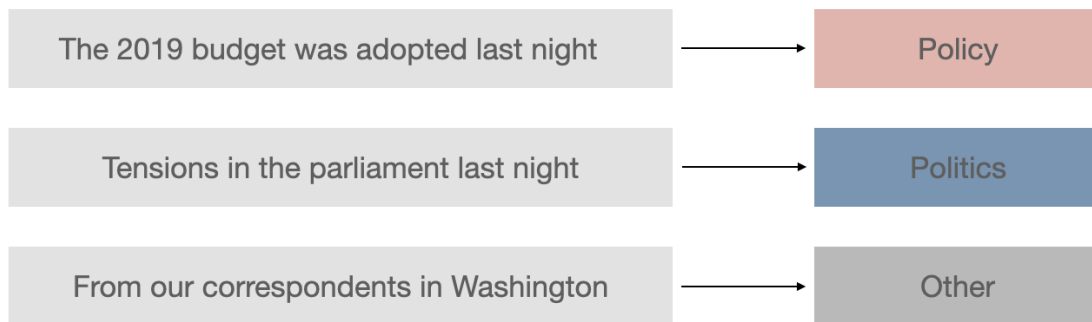 The 2019 budget was adopted last night
Policy
Tensions in the parliament last night
Politics
From our correspondents in Washington
Other